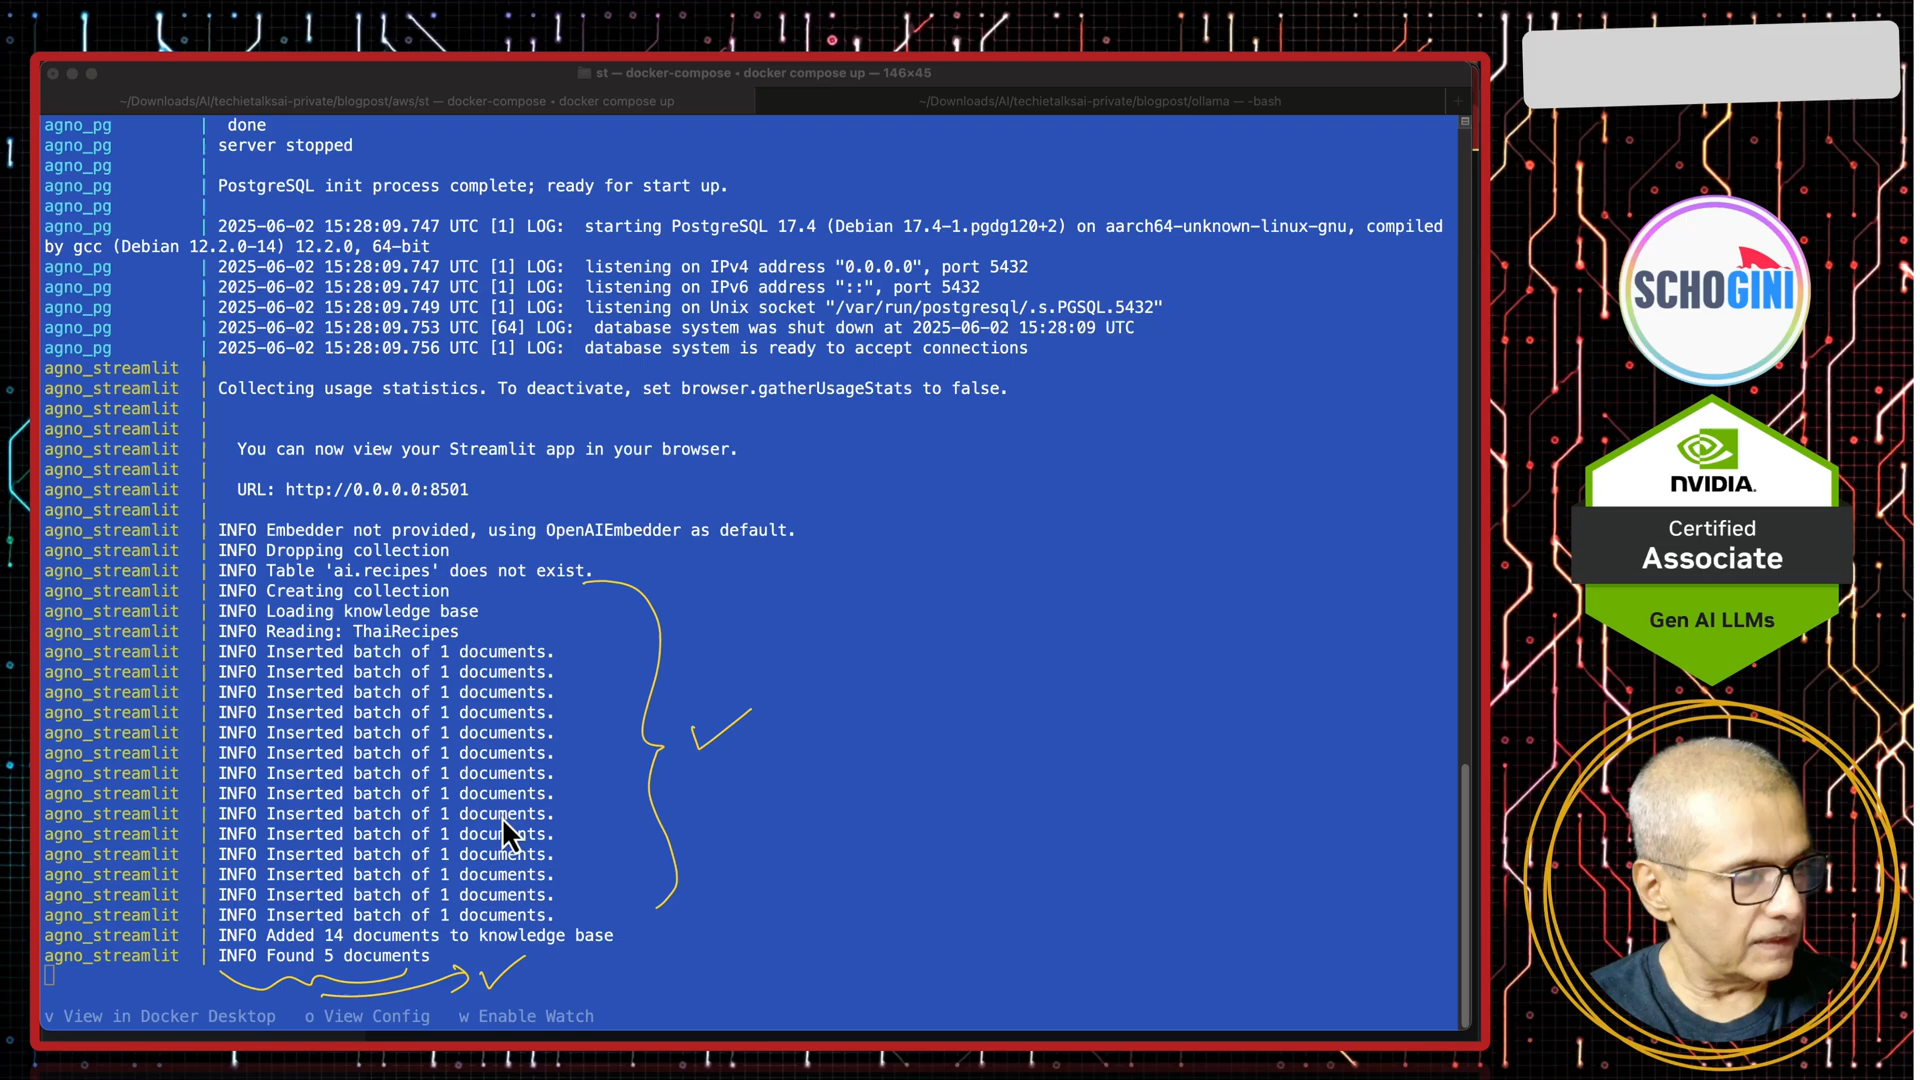 st — docker-compose • docker compose up — 146×45
~/Downloads/AI/techietalksai-private/blogpost/aws/st — docker-compose • docker compose up
~/Downloads/AI/techietalksai-private/blogpost/ollama — -bash
agno_pg | done
agno_pg | server stopped
agno_pg |
agno_pg | PostgreSQL init process complete; ready for start up.
agno_pg |
agno_pg | 2025-06-02 15:28:09.747 UTC [1] LOG:  starting PostgreSQL 17.4 (Debian 17.4-1.pgdg120+2) on aarch64-unknown-linux-gnu, compiled
by gcc (Debian 12.2.0-14) 12.2.0, 64-bit
agno_pg | 2025-06-02 15:28:09.747 UTC [1] LOG:  listening on IPv4 address "0.0.0.0", port 5432
agno_pg | 2025-06-02 15:28:09.747 UTC [1] LOG:  listening on IPv6 address "::", port 5432
agno_pg | 2025-06-02 15:28:09.749 UTC [1] LOG:  listening on Unix socket "/var/run/postgresql/.s.PGSQL.5432"
agno_pg | 2025-06-02 15:28:09.753 UTC [64] LOG:  database system was shut down at 2025-06-02 15:28:09 UTC
agno_pg | 2025-06-02 15:28:09.756 UTC [1] LOG:  database system is ready to accept connections
agno_streamlit |
agno_streamlit | Collecting usage statistics. To deactivate, set browser.gatherUsageStats to false.
agno_streamlit |
agno_streamlit |
agno_streamlit | You can now view your Streamlit app in your browser.
agno_streamlit |
agno_streamlit | URL: http://0.0.0.0:8501
agno_streamlit |
agno_streamlit | INFO Embedder not provided, using OpenAIEmbedder as default.
agno_streamlit | INFO Dropping collection
agno_streamlit | INFO Table 'ai.recipes' does not exist.
agno_streamlit | INFO Creating collection
agno_streamlit | INFO Loading knowledge base
agno_streamlit | INFO Reading: ThaiRecipes
agno_streamlit | INFO Inserted batch of 1 documents.
agno_streamlit | INFO Inserted batch of 1 documents.
agno_streamlit | INFO Inserted batch of 1 documents.
agno_streamlit | INFO Inserted batch of 1 documents.
agno_streamlit | INFO Inserted batch of 1 documents.
agno_streamlit | INFO Inserted batch of 1 documents.
agno_streamlit | INFO Inserted batch of 1 documents.
agno_streamlit | INFO Inserted batch of 1 documents.
agno_streamlit | INFO Inserted batch of 1 documents.
agno_streamlit | INFO Inserted batch of 1 documents.
agno_streamlit | INFO Inserted batch of 1 documents.
agno_streamlit | INFO Inserted batch of 1 documents.
agno_streamlit | INFO Inserted batch of 1 documents.
agno_streamlit | INFO Inserted batch of 1 documents.
agno_streamlit | INFO Added 14 documents to knowledge base
agno_streamlit | INFO Found 5 documents
v View in Docker Desktop   o View Config   w Enable Watch
SCHOGINI
NVIDIA.
Certified
Associate
Gen AI LLMs